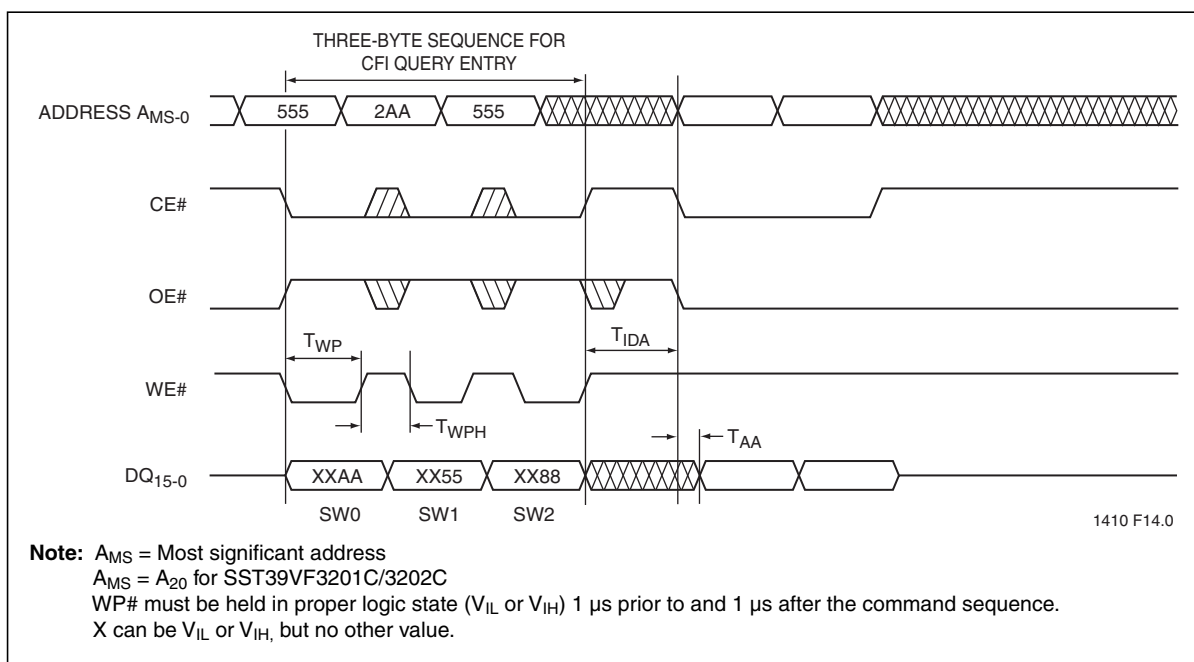 THREE-BYTE SEQUENCE FOR
CFI QUERY ENTRY
ADDRESS AMS-0
555 2AA 555
CE#
OE#
TWP TIDA
WE#
TWPH
TAA
DQ15-0
XXAA XX55 XX88
SW0 SW1 SW2
1410 F14.0
Note: AMS = Most significant address
AMS = A20 for SST39VF3201C/3202C
WP# must be held in proper logic state (VIL or VIH) 1 µs prior to and 1 µs after the command sequence.
X can be VIL or VIH, but no other value.